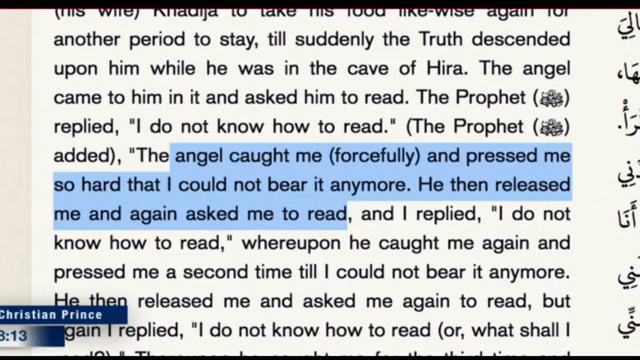 (his wife) Khadija to take his food like-wise again for
another period to stay, till suddenly the Truth descended
upon him while he was in the cave of Hira. The angel
came to him in it and asked him to read. The Prophet (ﷺ)
replied, "I do not know how to read." (The Prophet (ﷺ)
added), "The angel caught me (forcefully) and pressed me
so hard that I could not bear it anymore. He then released
me and again asked me to read, and I replied, "I do not
know how to read," whereupon he caught me again and
pressed me a second time till I could not bear it anymore.
He then released me and asked me again to read, but
again I replied, "I do not know how to read (or, what shall I
أَنَا
Christian Prince
8:13